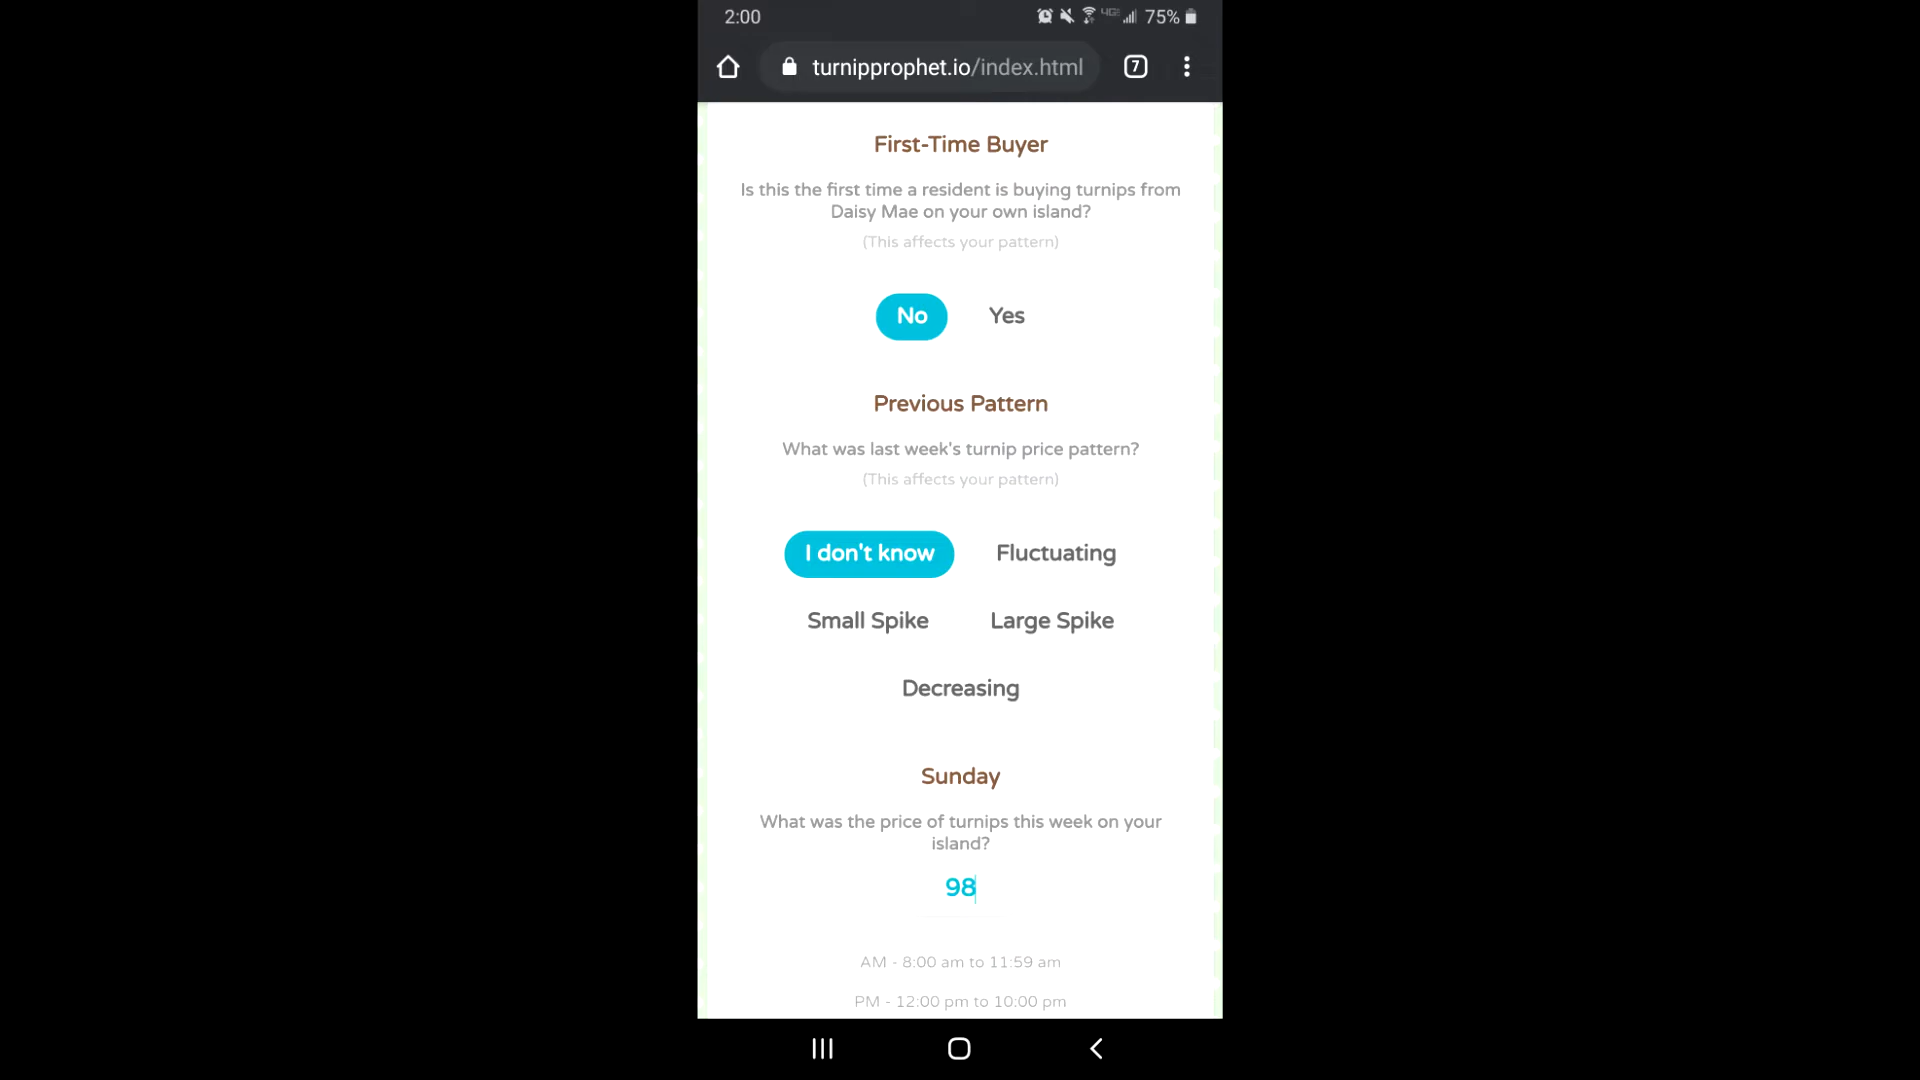 2:00 75%
turnipprophet.io/index.html 7
First-Time Buyer
Is this the first time a resident is buying turnips from
Daisy Mae on your own island?
(This affects your pattern)
No Yes
Previous Pattern
What was last week's turnip price pattern?
(This affects your pattern)
I don't know Fluctuating
Small Spike Large Spike
Decreasing
Sunday
What was the price of turnips this week on your
island?
98
AM - 8:00 am to 11:59 am
PM - 12:00 pm to 10:00 pm